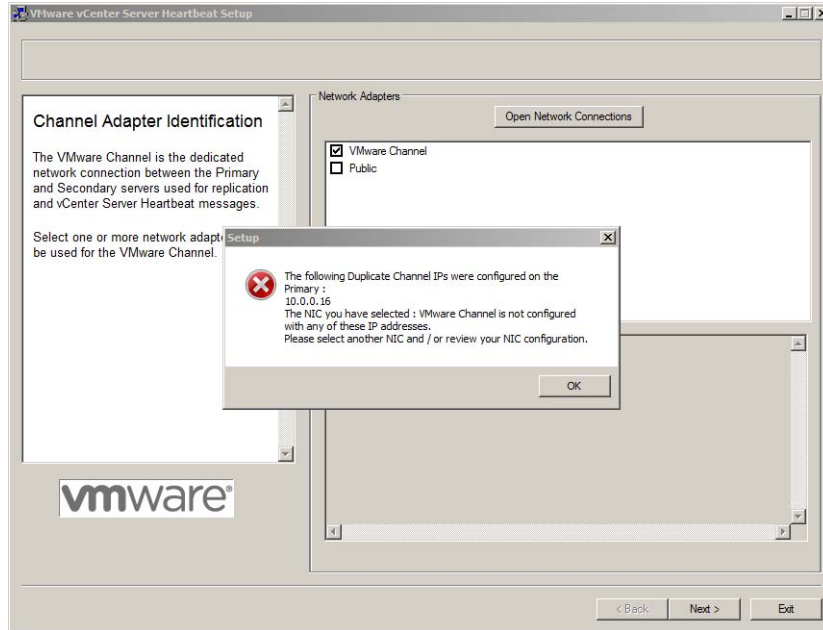 VMware vCenter Server Heartbeat Setup
Channel Adapter Identification
The VMware Channel is the dedicated
network connection between the Primary
and Secondary servers used for replication
and vCenter Server Heartbeat messages.
Select one or more network adapt
be used for the VMware Channel.
vmware®
Network Adapters
Open Network Connections
VMware Channel
Public
Setup
The following Duplicate Channel IPs were configured on the
Primary :
10.0.0.16
The NIC you have selected : VMware Channel is not configured
with any of these IP addresses.
Please select another NIC and / or review your NIC configuration.
OK
< Back
Next >
Exit